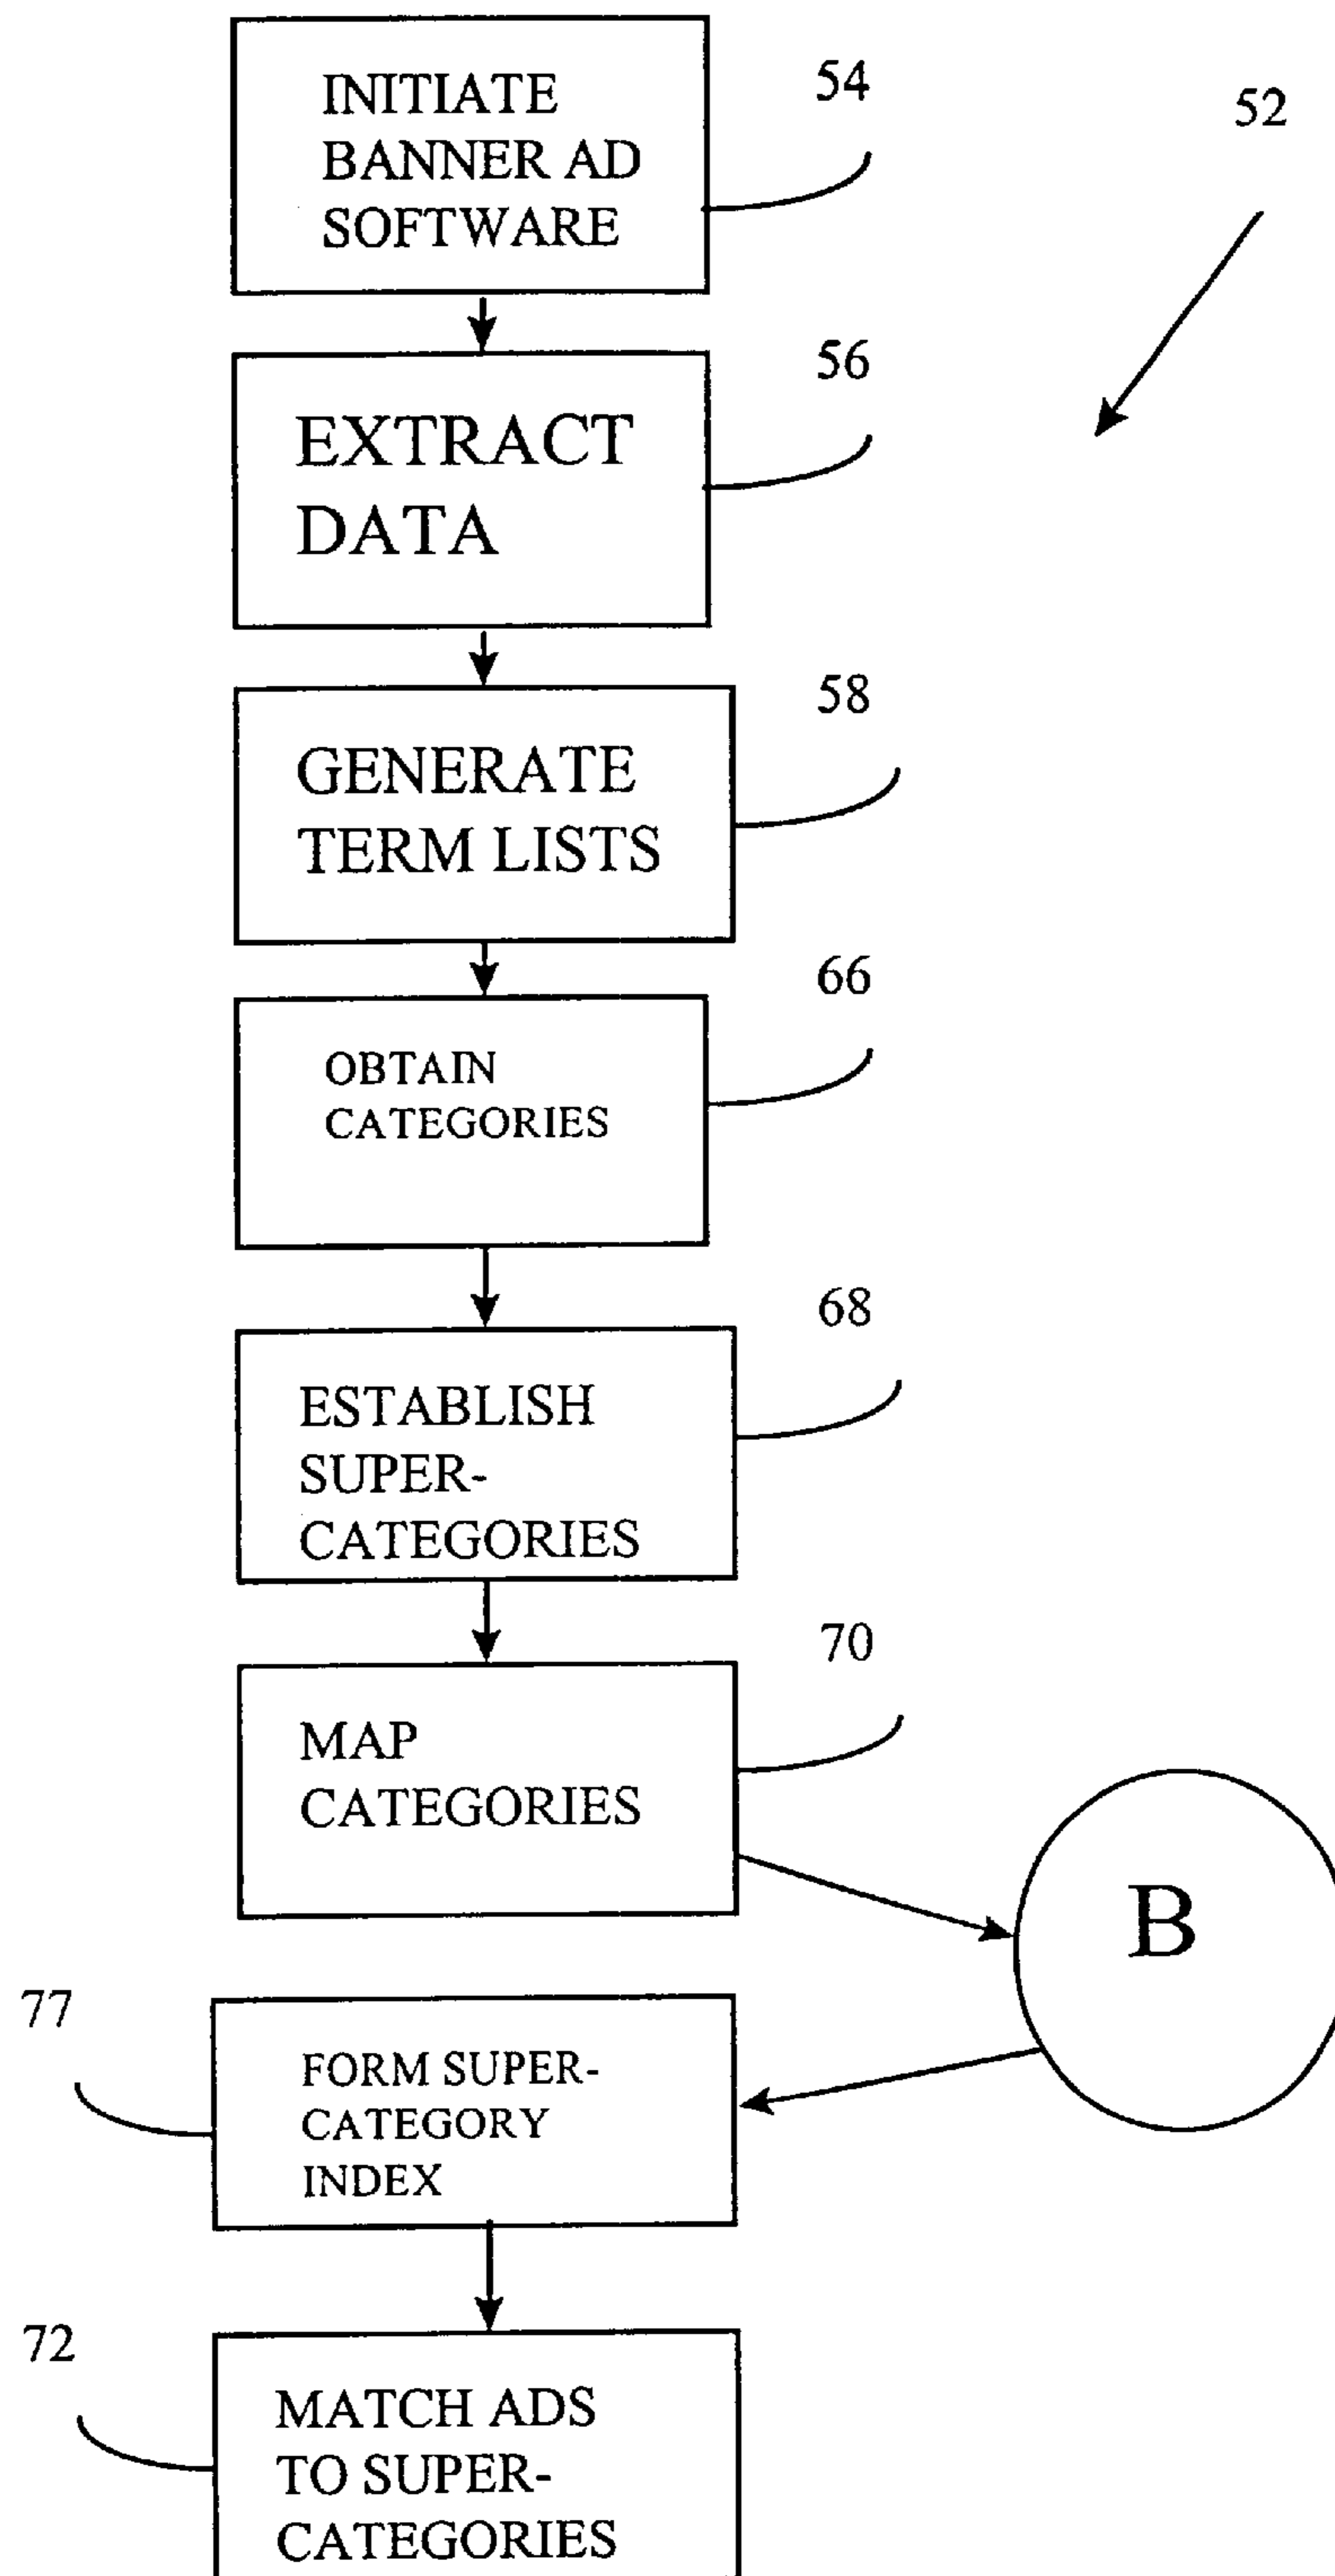 INITIATE
BANNER AD
SOFTWARE
54
52
EXTRACT
DATA
56
GENERATE
TERM LISTS
58
OBTAIN
CATEGORIES
66
ESTABLISH
SUPER-
CATEGORIES
68
MAP
CATEGORIES
70
B
77
FORM SUPER-
CATEGORY
INDEX
72
MATCH ADS
TO SUPER-
CATEGORIES